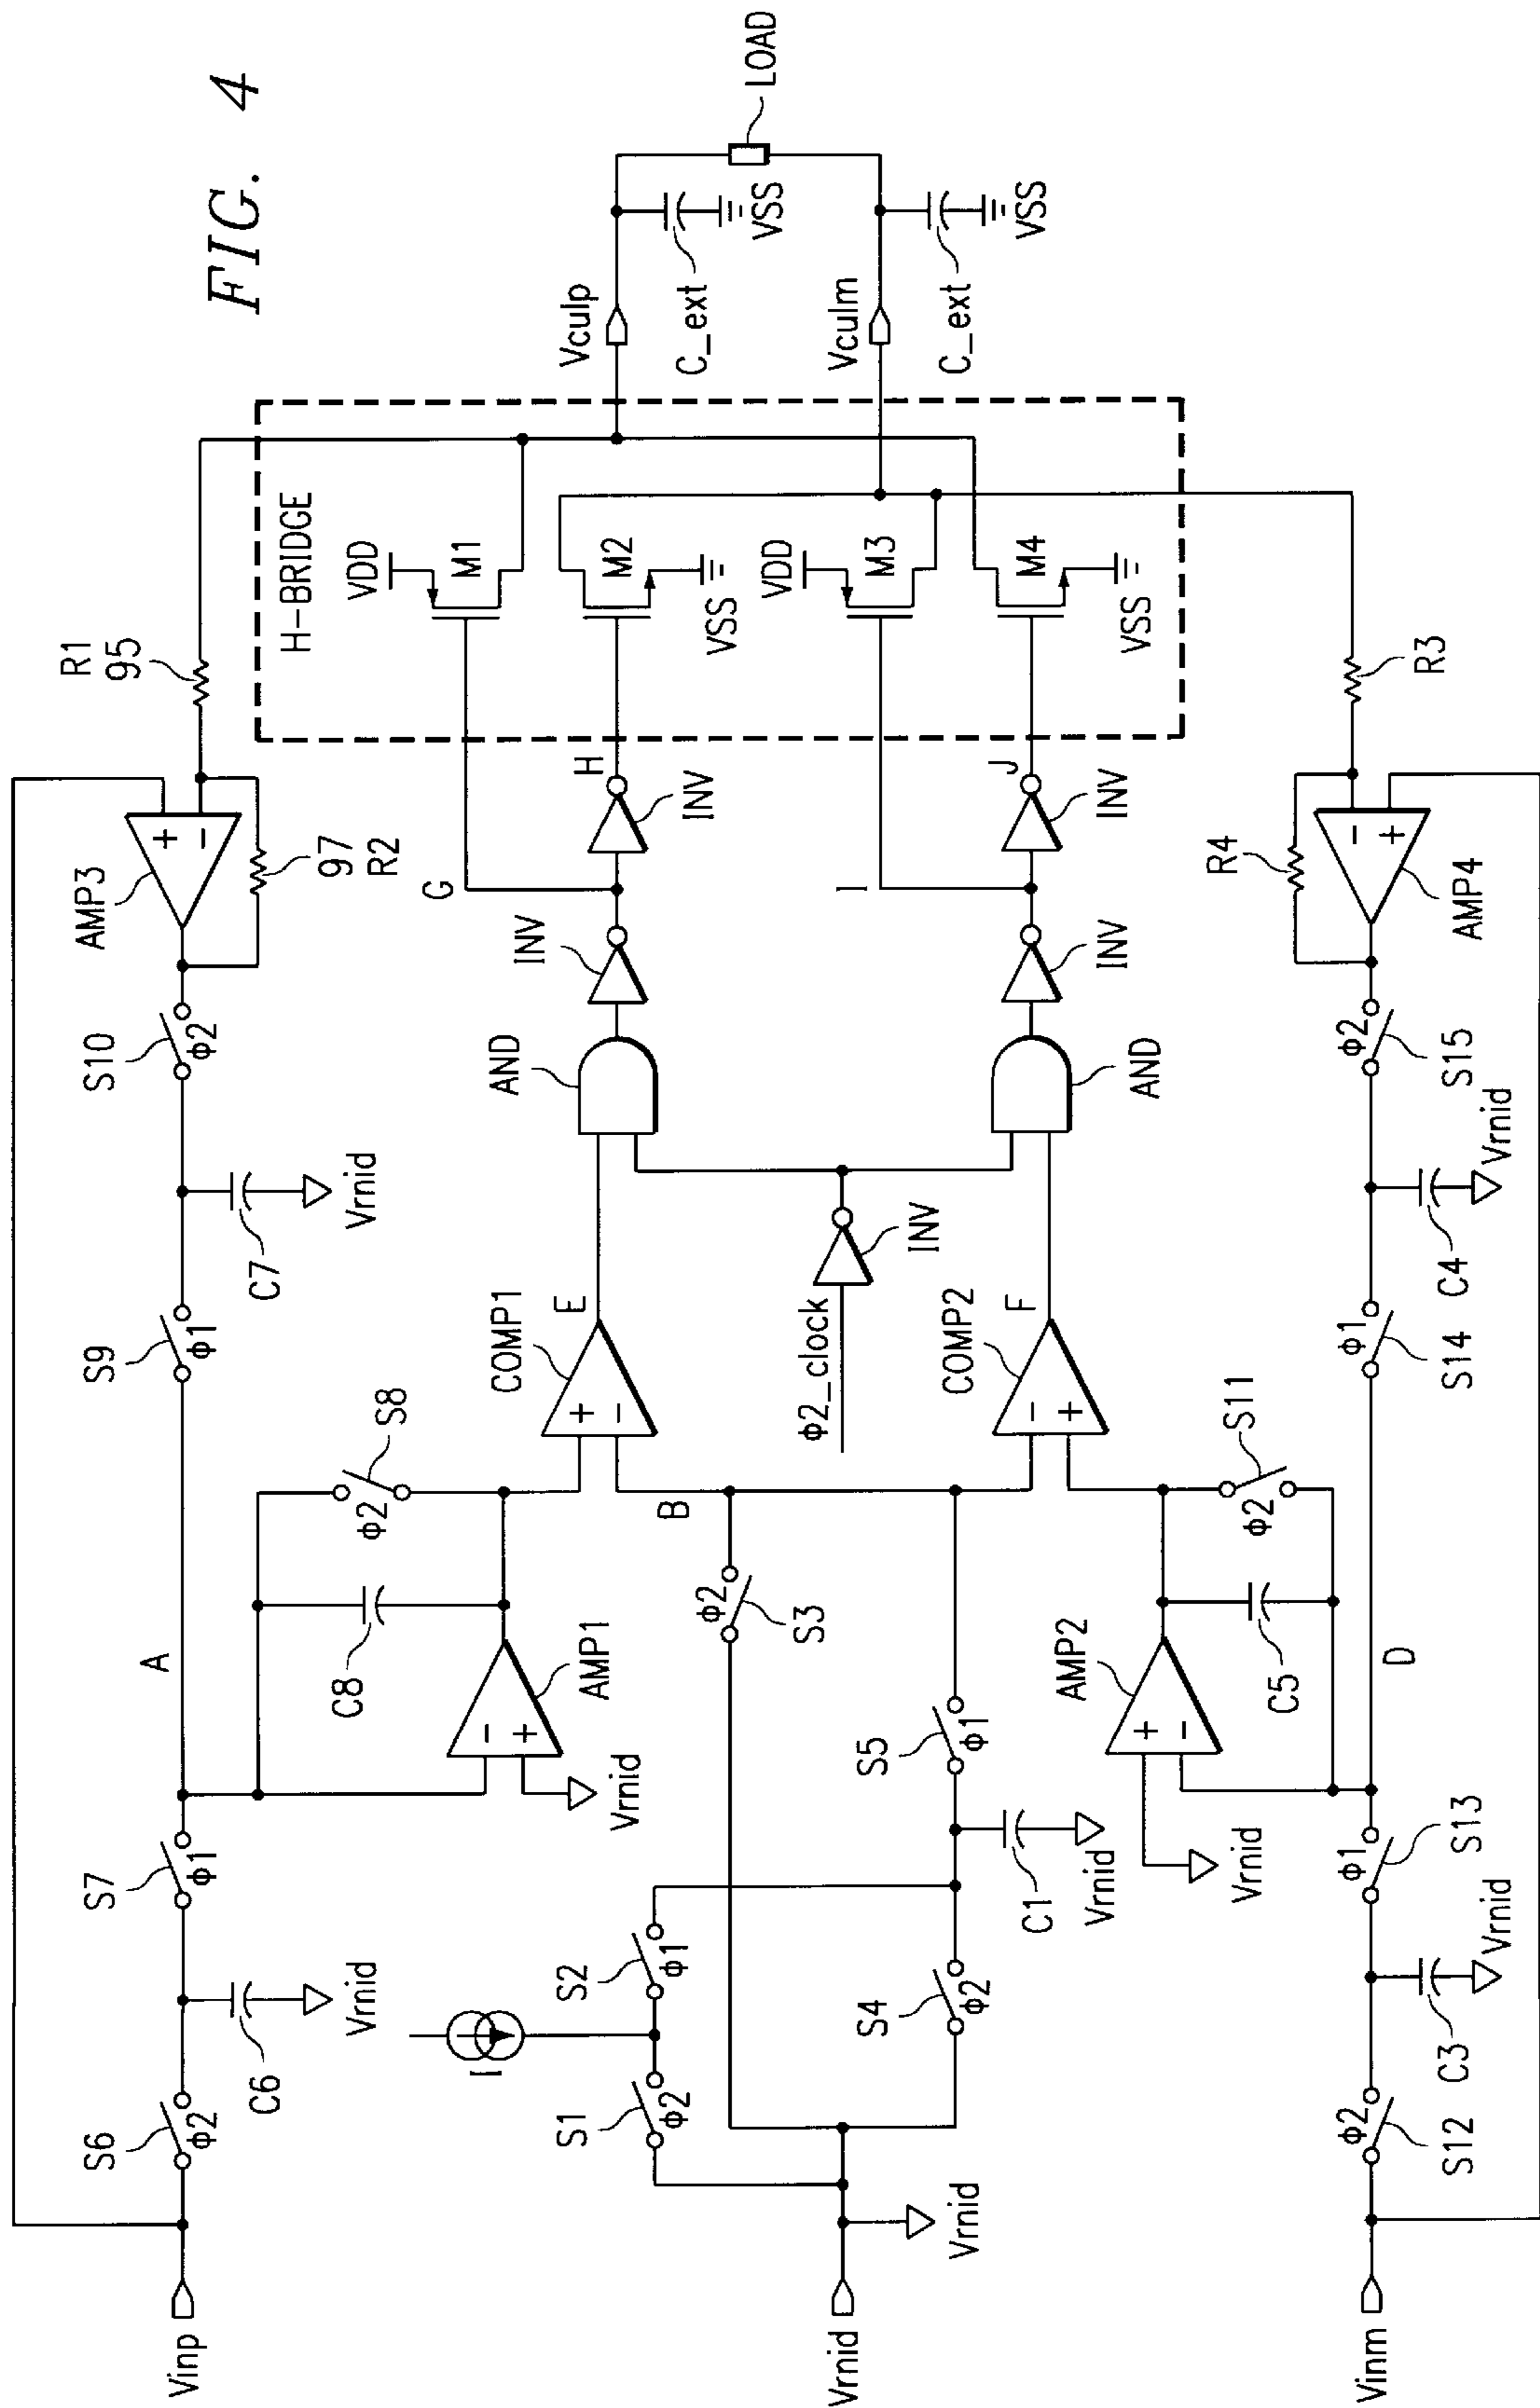 FIG. 4
R1
95
AMP3
97
R2
S10
ϕ2
C7
Vrnid
S9
ϕ1
A
S7
ϕ1
C6
Vrnid
S6
ϕ2
Vinp
H-BRIDGE
VDD
M1
M2
VSS
VDD
M3
M4
VSS
Vculp
C_ext
VSS
LOAD
Vculm
C_ext
VSS
G
H
INV
INV
I
J
INV
INV
AND
AND
ϕ2_clock
INV
COMP1
E
+
−
COMP2
F
−
+
S8
ϕ2
C8
AMP1
−
+
Vrnid
B
S3
ϕ2
S5
ϕ1
C1
Vrnid
S2
ϕ1
I
S1
ϕ2
S4
ϕ2
Vrnid
Vrnid
AMP2
+
−
Vrnid
C5
S11
ϕ2
D
R3
R4
AMP4
−
+
+
−
S15
ϕ2
C4
Vrnid
S14
ϕ1
S13
ϕ1
C3
Vrnid
S12
ϕ2
Vinm